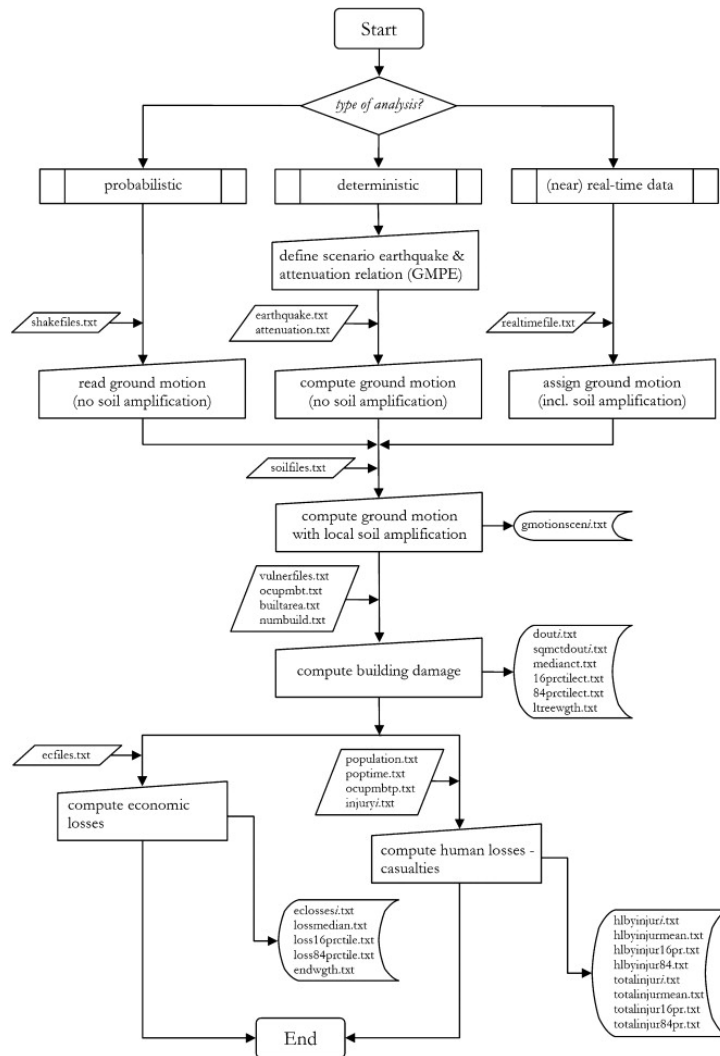 Start
type of analysis?
probabilistic
deterministic
(near) real-time data
define scenario earthquake &
attenuation relation (GMPE)
shakefiles.txt
earthquake.txt
attenuation.txt
realtimefile.txt
read ground motion
(no soil amplification)
compute ground motion
(no soil amplification)
assign ground motion
(incl. soil amplification)
soilfiles.txt
compute ground motion
with local soil amplification
gmotionsceni.txt
vulnerfiles.txt
ocupmbt.txt
builtarea.txt
numbuild.txt
compute building damage
douti.txt
sqmctdouti.txt
medianct.txt
16prctilect.txt
84prctilect.txt
ltreewgth.txt
ecfiles.txt
population.txt
poptime.txt
ocupmbtp.txt
injuryi.txt
compute economic
losses
compute human losses -
casualties
eclossesi.txt
lossmedian.txt
loss16prctile.txt
loss84prctile.txt
endwgth.txt
hlbyinjuri.txt
hlbyinjurmean.txt
hlbyinjur16pr.txt
hlbyinjur84.txt
totalinjuri.txt
totalinjurmean.txt
totalinjur16pr.txt
totalinjur84pr.txt
End